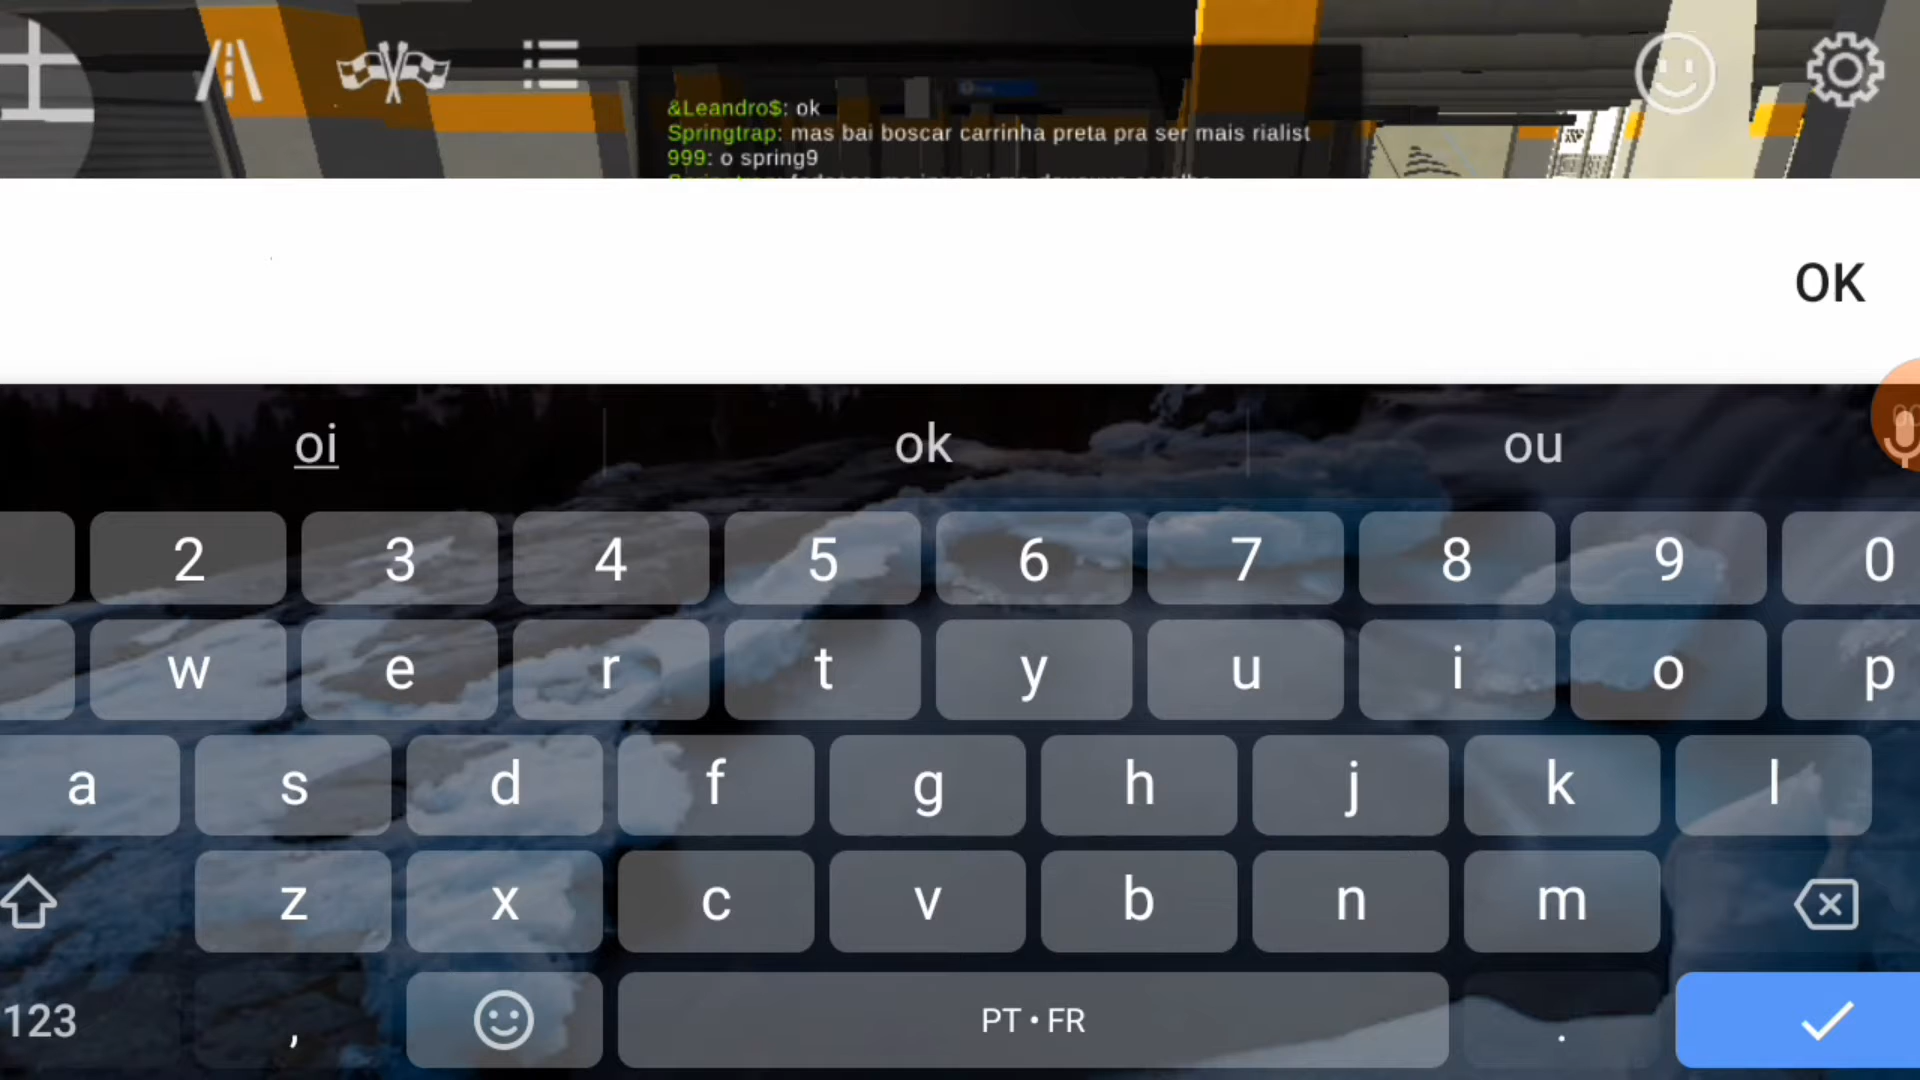 &Leandro$: ok
Springtrap: mas bai boscar carrinha preta pra ser mais rialist
999: o spring9
OK
oi ok ou
2 3 4 5 6 7 8 9 0
w e r t y u i o p
a s d f g h j k l
z x c v b n m
123 , PT • FR .